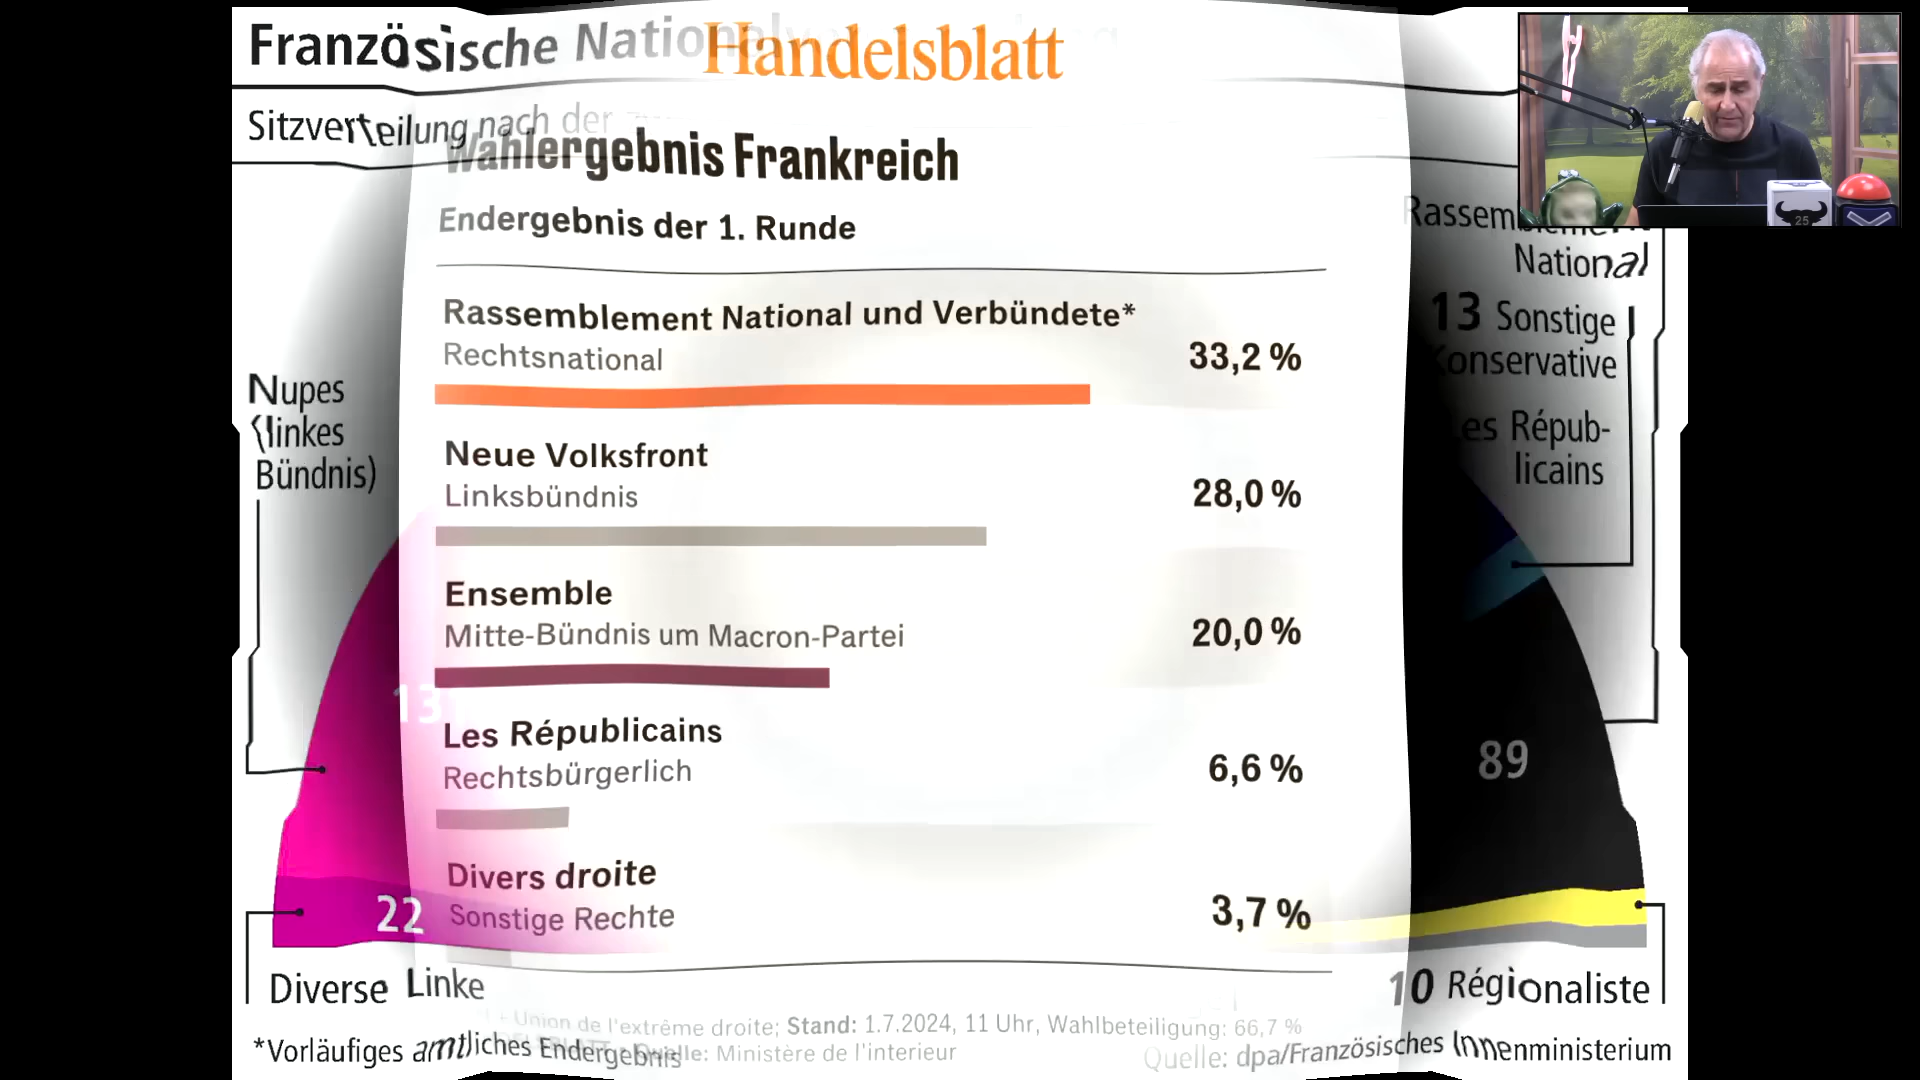 Französische National
Handelsblatt
Sitzverteilung nach der
Wahlergebnis Frankreich
Endergebnis der 1. Runde
Rassemblement National und Verbündete*
Rechtsnational
33,2 %
Neue Volksfront
Linksbündnis
28,0 %
Ensemble
Mitte-Bündnis um Macron-Partei
20,0 %
Les Républicains
Rechtsbürgerlich
6,6 %
Divers droite
Sonstige Rechte
3,7 %
Union de l'extrême droite; Stand: 1.7.2024, 11 Uhr, Wahlbeteiligung: 66,7 %
Quelle: Ministère de l'interieur
Nupes
(linkes
Bündnis)
13
22
Diverse Linke
*Vorläufiges amtliches Endergebnis
National
13 Sonstige
Konservative
Les Répub-
licains
89
10 Régionaliste
Quelle: dpa/Französisches Innenministerium
25